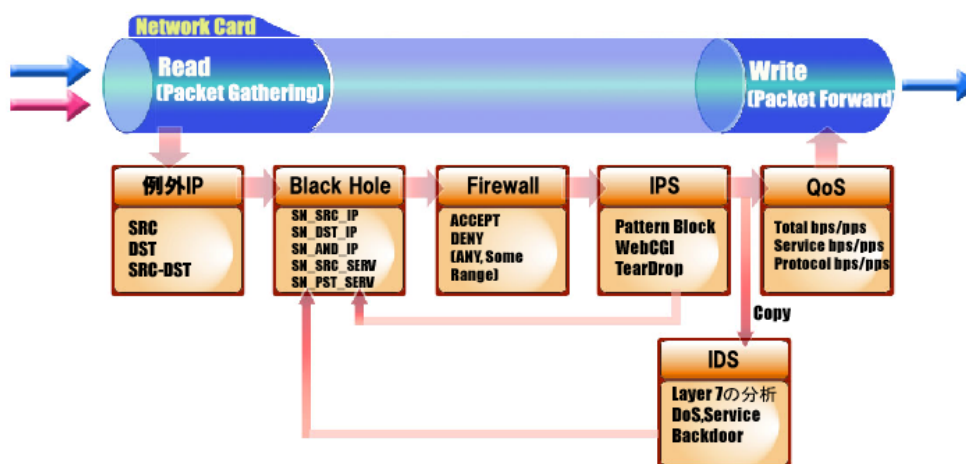 Network Card
Read
(Packet Gathering)
Write
(Packet Forward)
例外IP
SRC
DST
SRC-DST
Black Hole
SN_SRC_IP
SN_DST_IP
SN_AND_IP
SN_SRC_SERV
SN_PST_SERV
Firewall
ACCEPT
DENY
(ANY, Some
Range)
IPS
Pattern Block
WebCGI
TearDrop
QoS
Total bps/pps
Service bps/pps
Protocol bps/pps
Copy
IDS
Layer 7の分析
DoS,Service
Backdoor